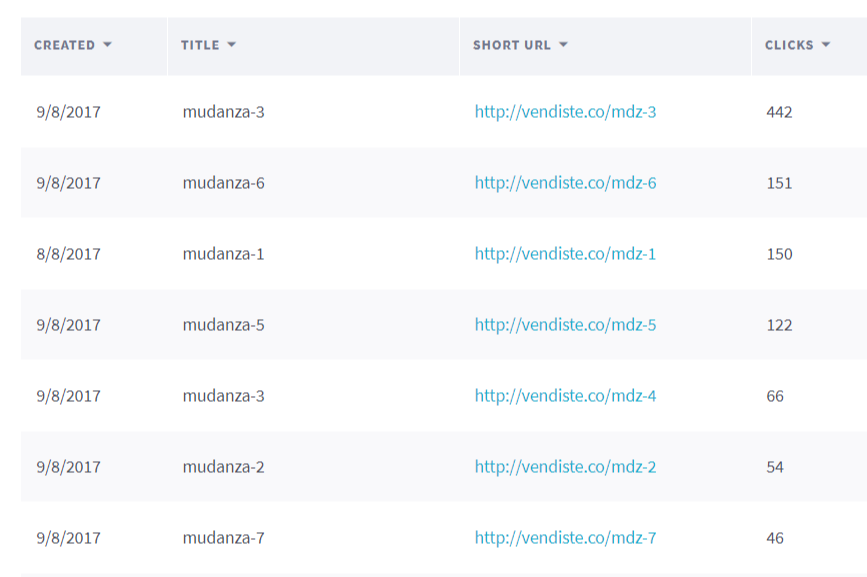 CREATED TITLE SHORT URL CLICKS
9/8/2017 mudanza-3 http://vendiste.co/mdz-3 442
9/8/2017 mudanza-6 http://vendiste.co/mdz-6 151
8/8/2017 mudanza-1 http://vendiste.co/mdz-1 150
9/8/2017 mudanza-5 http://vendiste.co/mdz-5 122
9/8/2017 mudanza-3 http://vendiste.co/mdz-4 66
9/8/2017 mudanza-2 http://vendiste.co/mdz-2 54
9/8/2017 mudanza-7 http://vendiste.co/mdz-7 46